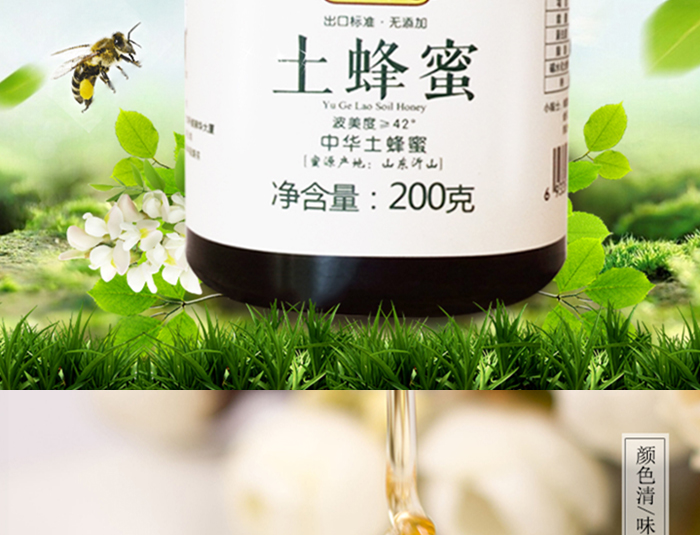 出口标准·无添加
土蜂蜜
Yu Ge Lao Soil Honey
波美度≥42°
中华土蜂蜜
[蜜源产地：山东沂山]
净含量：200克
颜色清/味